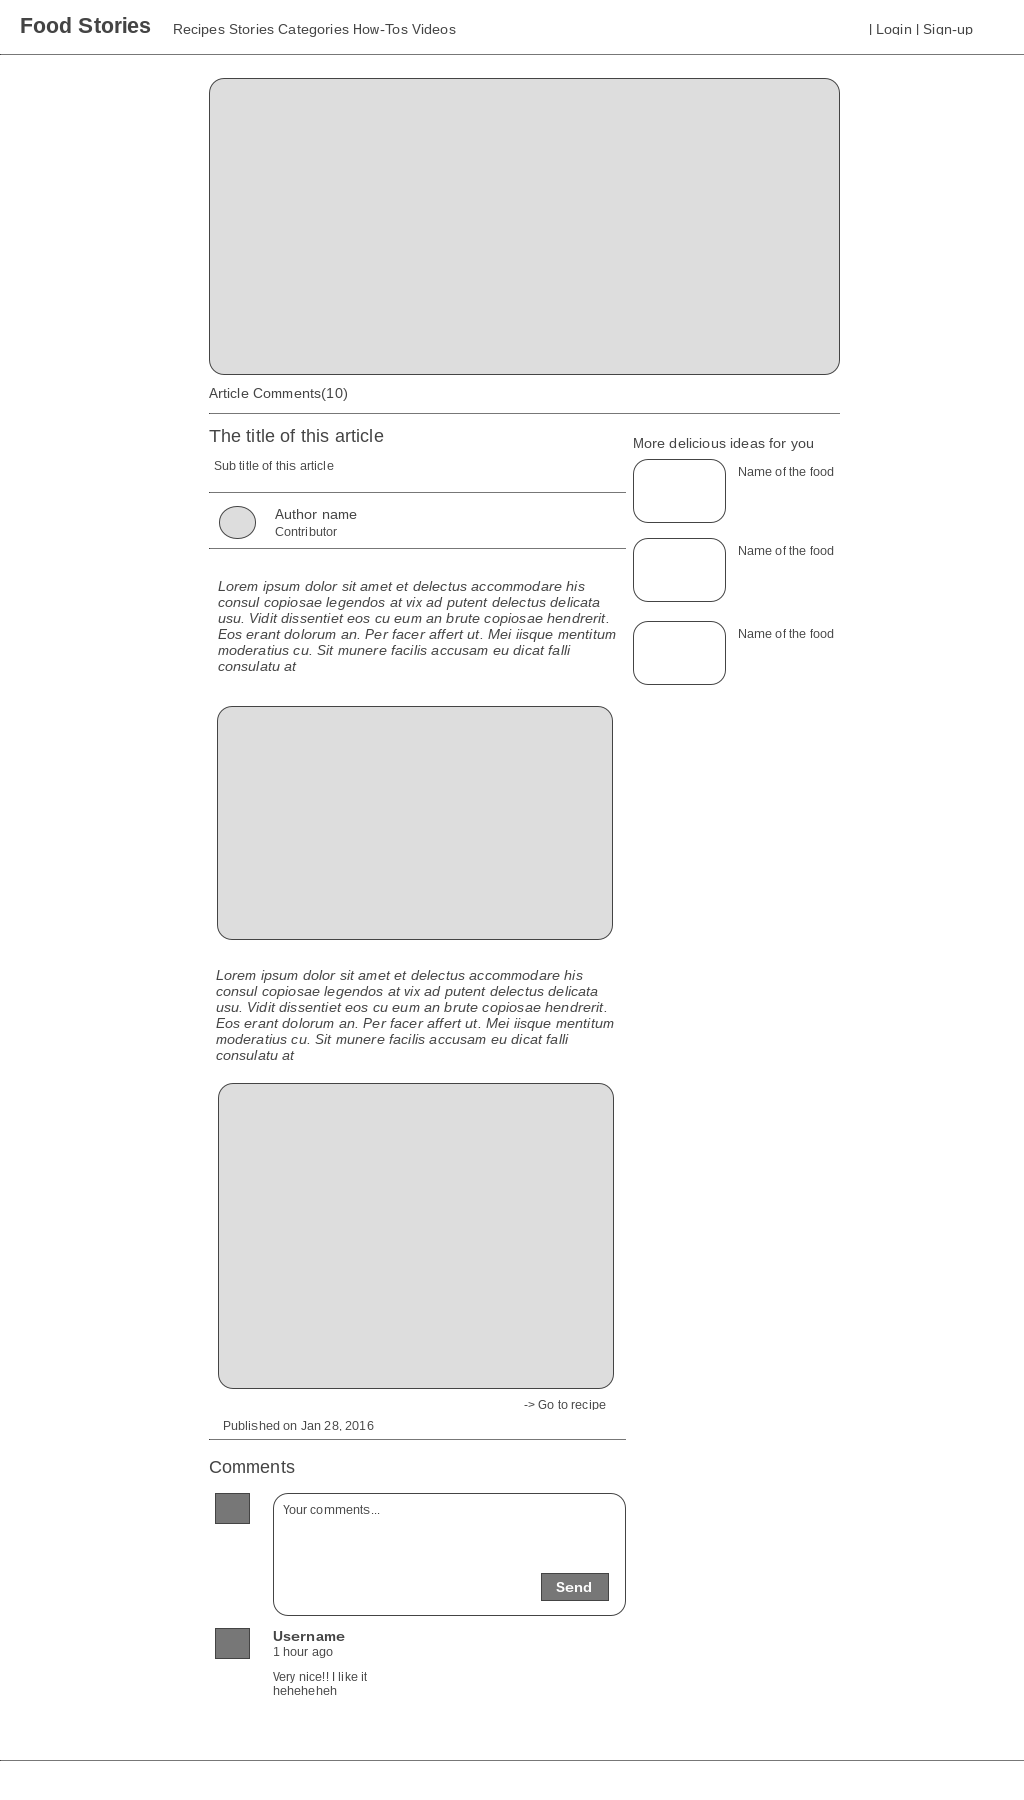 Food Stories
Recipes Stories Categories How-Tos Videos
| Login | Sign-up
Article Comments(10)
The title of this article
Sub title of this article
Author name
Contributor
More delicious ideas for you
Name of the food
Name of the food
Name of the food
Lorem ipsum dolor sit amet et delectus accommodare his
consul copiosae legendos at vix ad putent delectus delicata
usu. Vidit dissentiet eos cu eum an brute copiosae hendrerit.
Eos erant dolorum an. Per facer affert ut. Mei iisque mentitum
moderatius cu. Sit munere facilis accusam eu dicat falli
consulatu at
Lorem ipsum dolor sit amet et delectus accommodare his
consul copiosae legendos at vix ad putent delectus delicata
usu. Vidit dissentiet eos cu eum an brute copiosae hendrerit.
Eos erant dolorum an. Per facer affert ut. Mei iisque mentitum
moderatius cu. Sit munere facilis accusam eu dicat falli
consulatu at
-> Go to recipe
Published on Jan 28, 2016
Comments
Your comments...
Send
Username
1 hour ago
Very nice!! I like it
heheheheh